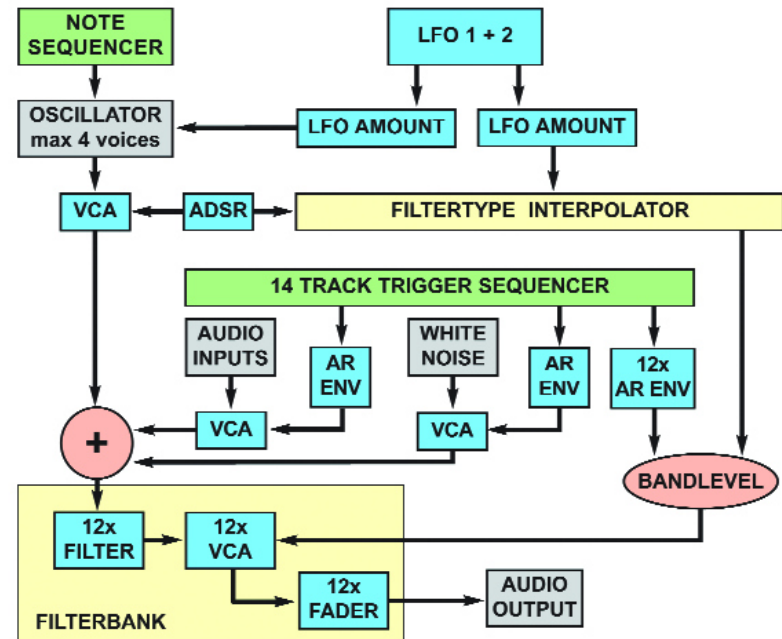 NOTE
SEQUENCER
LFO 1 + 2
OSCILLATOR
max 4 voices
LFO AMOUNT
LFO AMOUNT
VCA
ADSR
FILTERTYPE INTERPOLATOR
14 TRACK TRIGGER SEQUENCER
AUDIO
INPUTS
AR
ENV
WHITE
NOISE
AR
ENV
12x
AR ENV
VCA
VCA
+
BANDLEVEL
12x
FILTER
12x
VCA
12x
FADER
AUDIO
OUTPUT
FILTERBANK